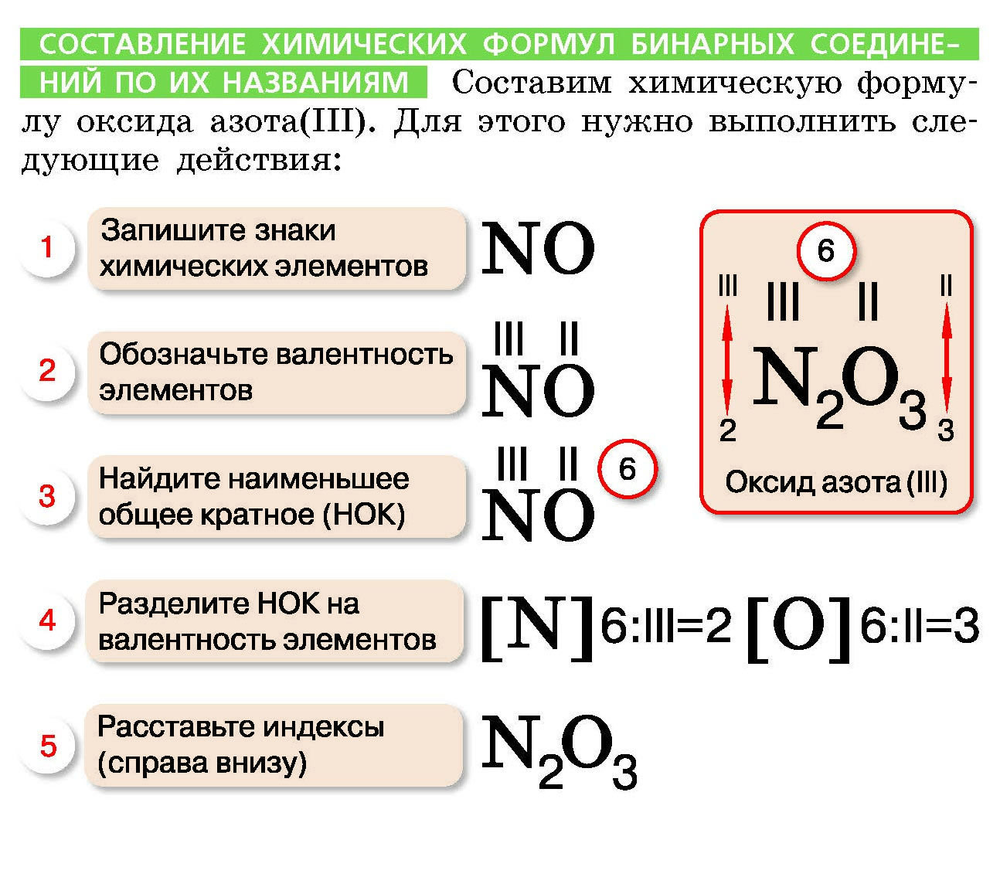 СОСТАВЛЕНИЕ ХИМИЧЕСКИХ ФОРМУЛ БИНАРНЫХ СОЕДИНЕ-
НИЙ ПО ИХ НАЗВАНИЯМ Составим химическую форму-
лу оксида азота(III). Для этого нужно выполнить сле-
дующие действия:
1
Запишите знаки
химических элементов
NO
2
Обозначьте валентность
элементов
III II
NO
3
Найдите наименьшее
общее кратное (НОК)
III II
NO
6
4
Разделите НОК на
валентность элементов
[N]6:III=2 [O]6:II=3
5
Расставьте индексы
(справа внизу)
N₂O₃
6
III III II II
N₂O₃
2 3
Оксид азота (III)